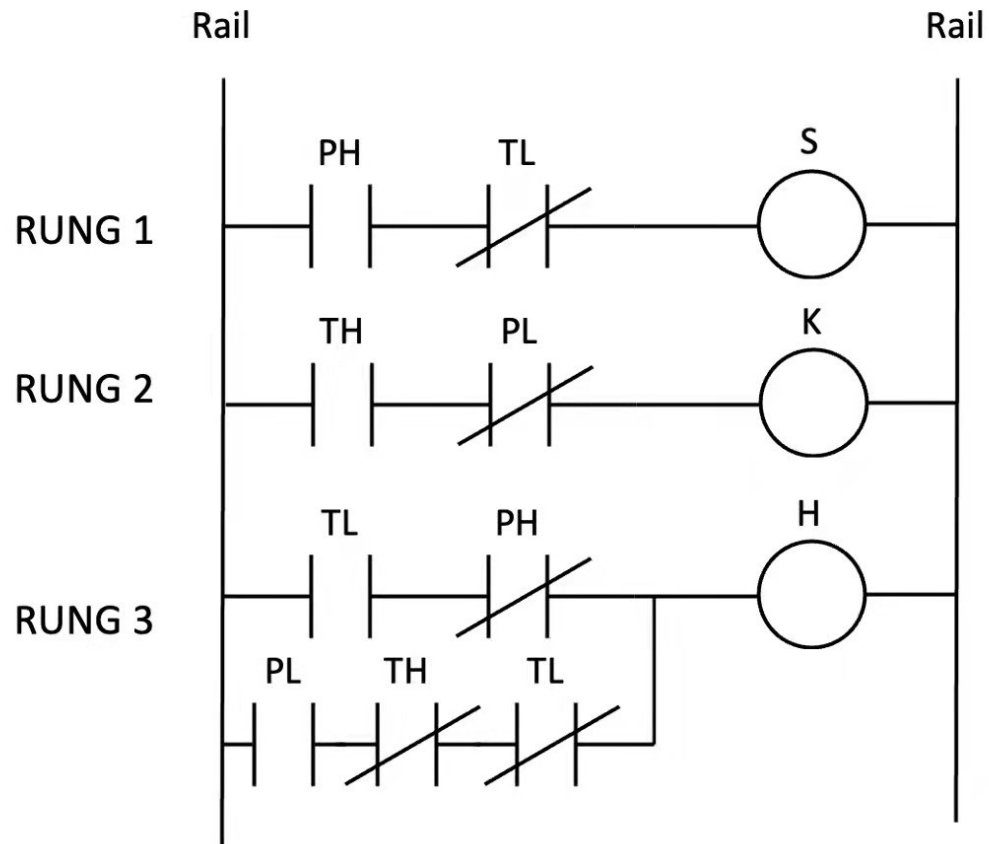 Rail Rail
PH TL S
RUNG 1
TH PL K
RUNG 2
TL PH H
RUNG 3
PL TH TL